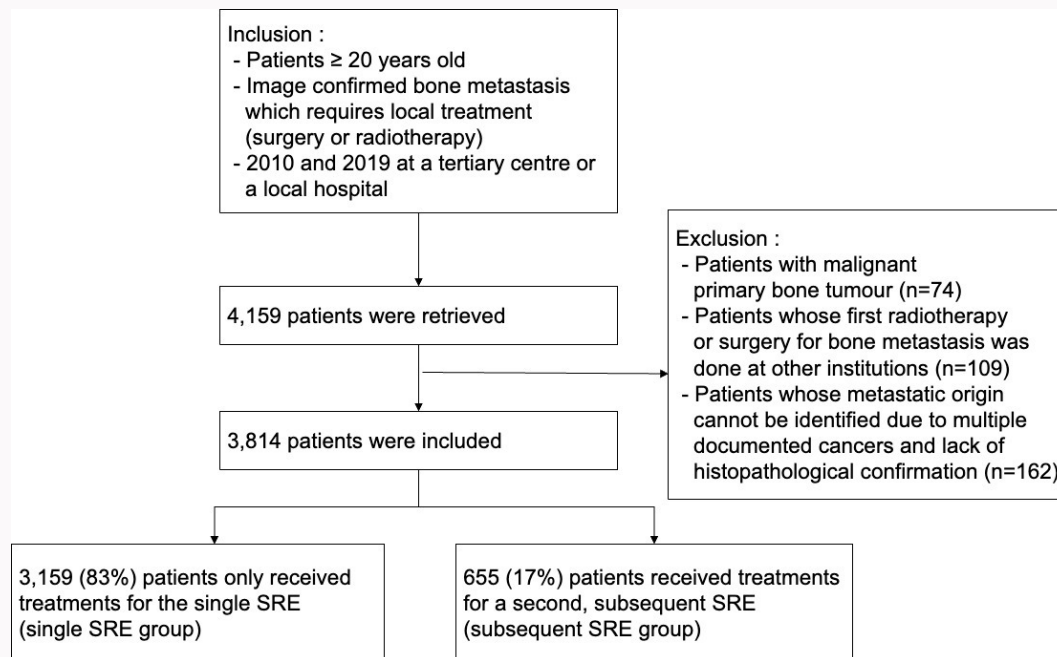 Inclusion :
- Patients ≥ 20 years old
- Image confirmed bone metastasis
which requires local treatment
(surgery or radiotherapy)
- 2010 and 2019 at a tertiary centre or
a local hospital
4,159 patients were retrieved
Exclusion :
- Patients with malignant
primary bone tumour (n=74)
- Patients whose first radiotherapy
or surgery for bone metastasis was
done at other institutions (n=109)
- Patients whose metastatic origin
cannot be identified due to multiple
documented cancers and lack of
histopathological confirmation (n=162)
3,814 patients were included
3,159 (83%) patients only received
treatments for the single SRE
(single SRE group)
655 (17%) patients received treatments
for a second, subsequent SRE
(subsequent SRE group)